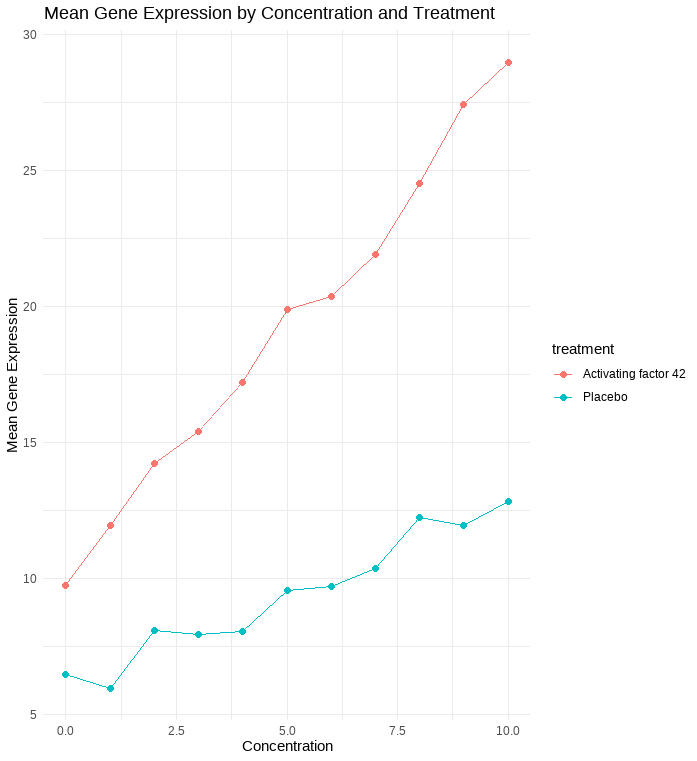 Mean Gene Expression by Concentration and Treatment
30
25
20
15
10
5
Mean Gene Expression
0.0 2.5 5.0 7.5 10.0
Concentration
treatment
Activating factor 42
Placebo